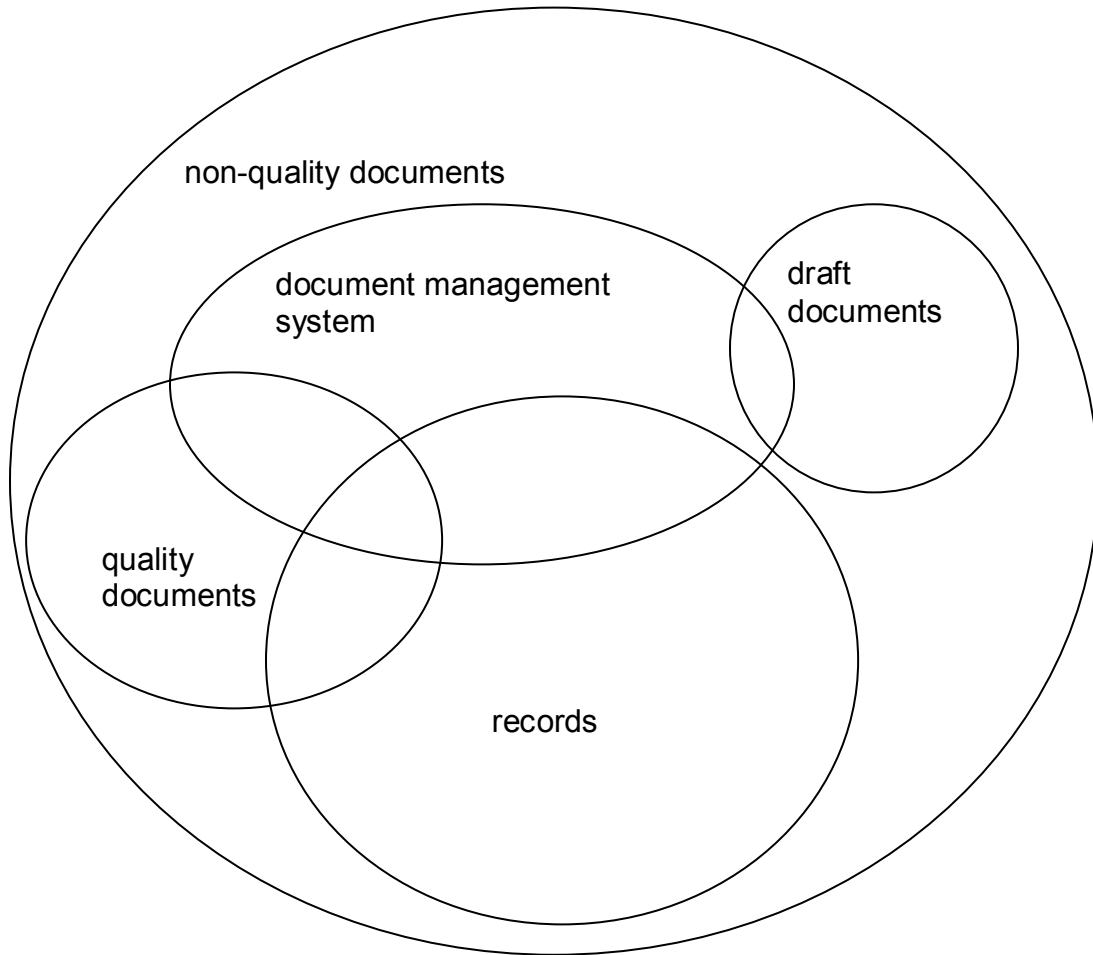 non-quality documents
document management
system
draft
documents
quality
documents
records